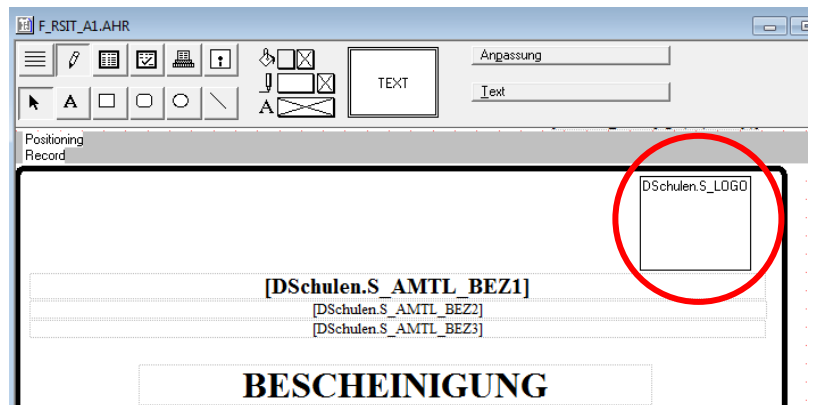 F_RSIT_A1.AHR
TEXT
Anpassung
A
Text
A
Positioning
Record
DSchulen.S_LOGO
[DSchulen.S_AMTL_BEZ1]
[DSchulen.S_AMTL_BEZ2]
[DSchulen.S_AMTL_BEZ3]
BESCHEINIGUNG